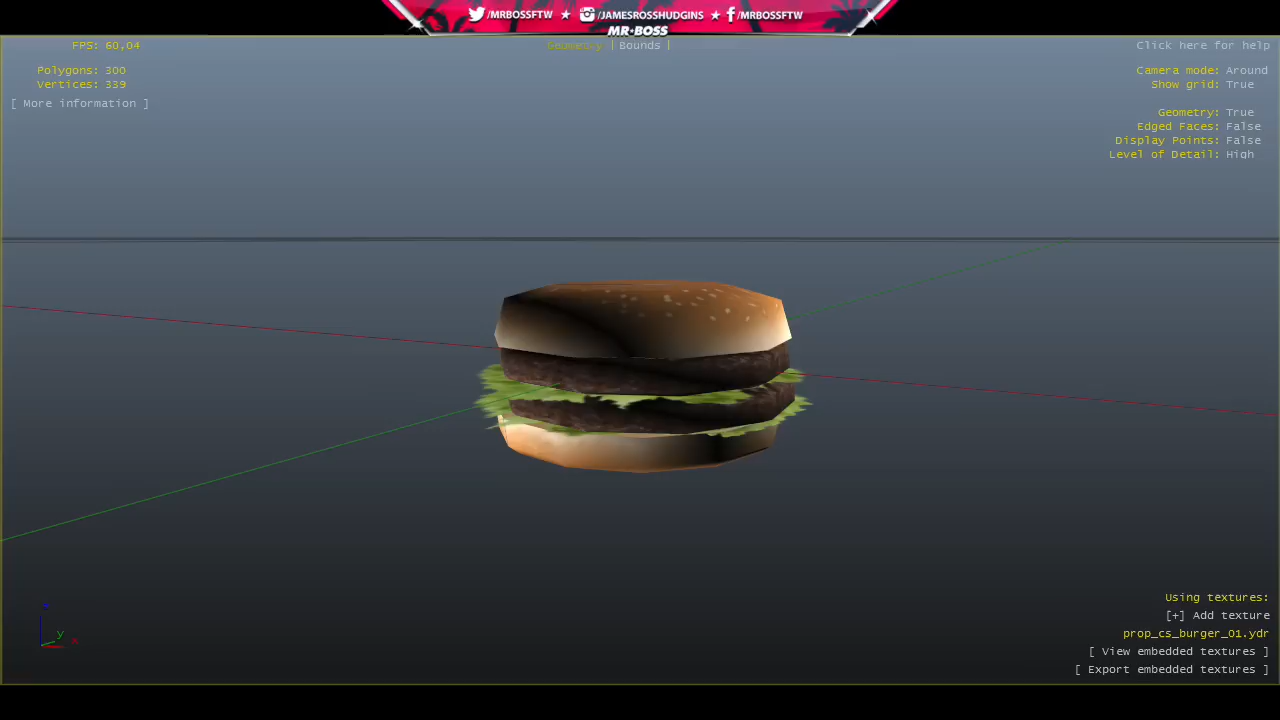 /MRBOSSFTW ★ /JAMESROSSHUDGINS ★ f/MRBOSSFTW
MR★BOSS
FPS: 60,04
Geometry | Bounds |
Click here for help
Polygons: 300
Vertices: 339
[ More information ]
Camera mode: Around
Show grid: True
Geometry: True
Edged Faces: False
Display Points: False
Level of Detail: High
z
y
x
Using textures:
[+] Add texture
prop_cs_burger_01.ydr
[ View embedded textures ]
[ Export embedded textures ]